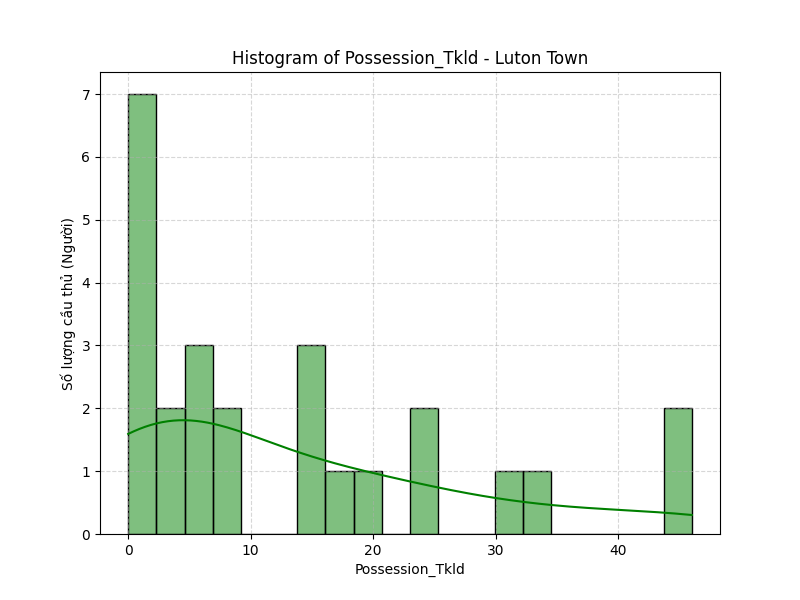 Histogram of Possession_Tkld - Luton Town
Số lượng cầu thủ (Người)
7
6
5
4
3
2
1
0
0 10 20 30 40
Possession_Tkld